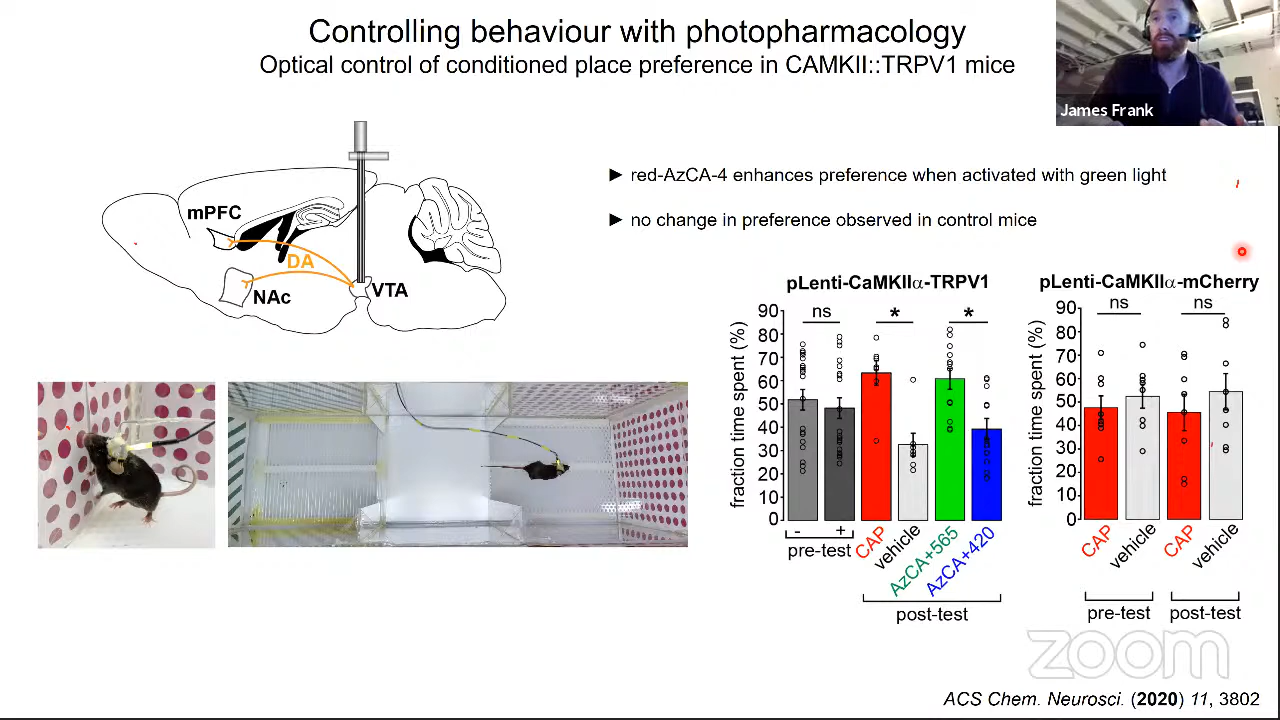 Controlling behaviour with photopharmacology
Optical control of conditioned place preference in CAMKII::TRPV1 mice
James Frank
► red-AzCA-4 enhances preference when activated with green light
► no change in preference observed in control mice
mPFC
DA
NAc
VTA
pLenti-CaMKIIα-TRPV1
fraction time spent (%)
90
80
70
60
50
40
30
20
10
0
ns
*
*
-
+
CAP
vehicle
AzCA+565
AzCA+420
pre-test
post-test
pLenti-CaMKIIα-mCherry
fraction time spent (%)
90
80
70
60
50
40
30
20
10
0
ns
ns
CAP
vehicle
CAP
vehicle
pre-test
post-test
zoom
ACS Chem. Neurosci. (2020) 11, 3802